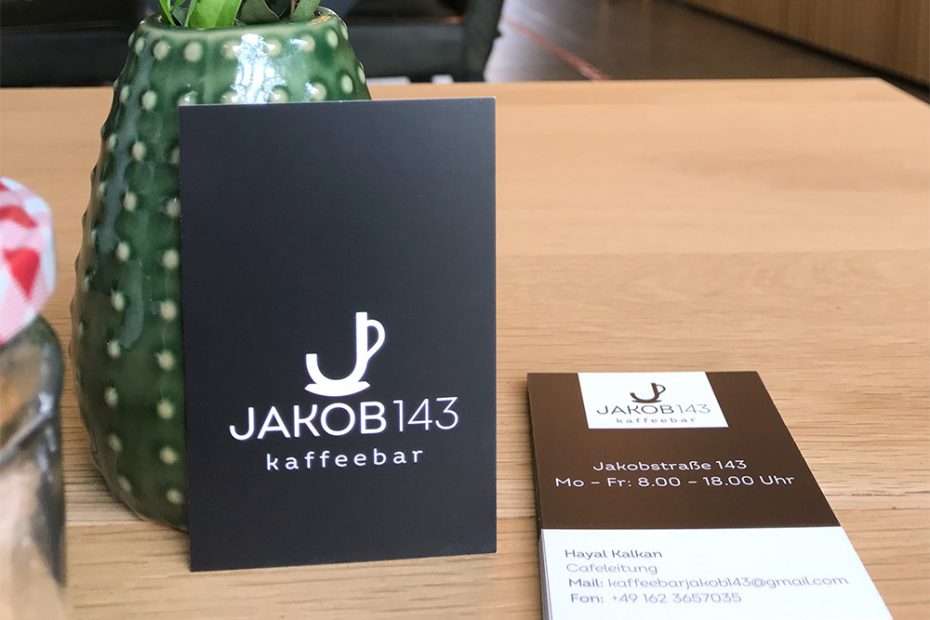 JAKOB143
kaffeebar
JAKOB143
kaffeebar
Jakobstraße 143
Mo – Fr: 8.00 – 18.00 Uhr
Hayal Kalkan
Cafeleitung
Mail: kaffeebarjakob143@gmail.com
Fon: +49 162 3657035